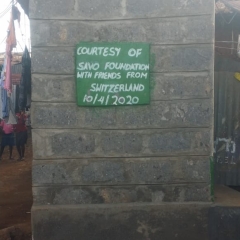 COURTESY OF
SAVO FOUNDATION
WITH FRIENDS FROM
SWITZERLAND
10/4/2020